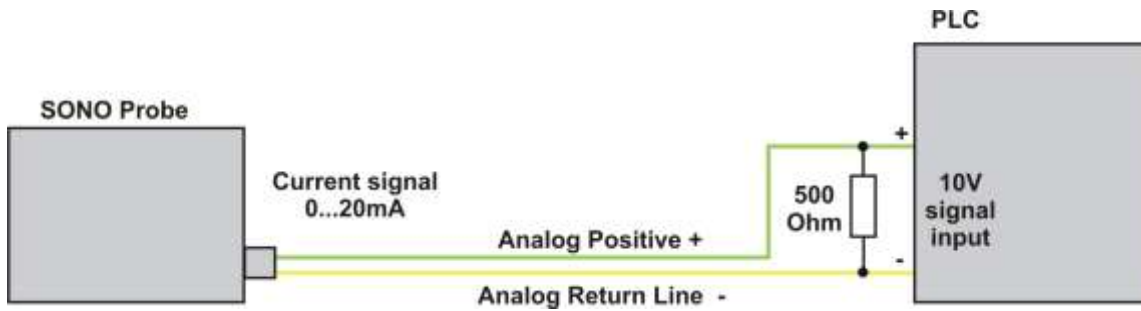 PLC
SONO Probe
Current signal
0...20mA
+
500
Ohm
10V
signal
input
Analog Positive +
-
Analog Return Line -